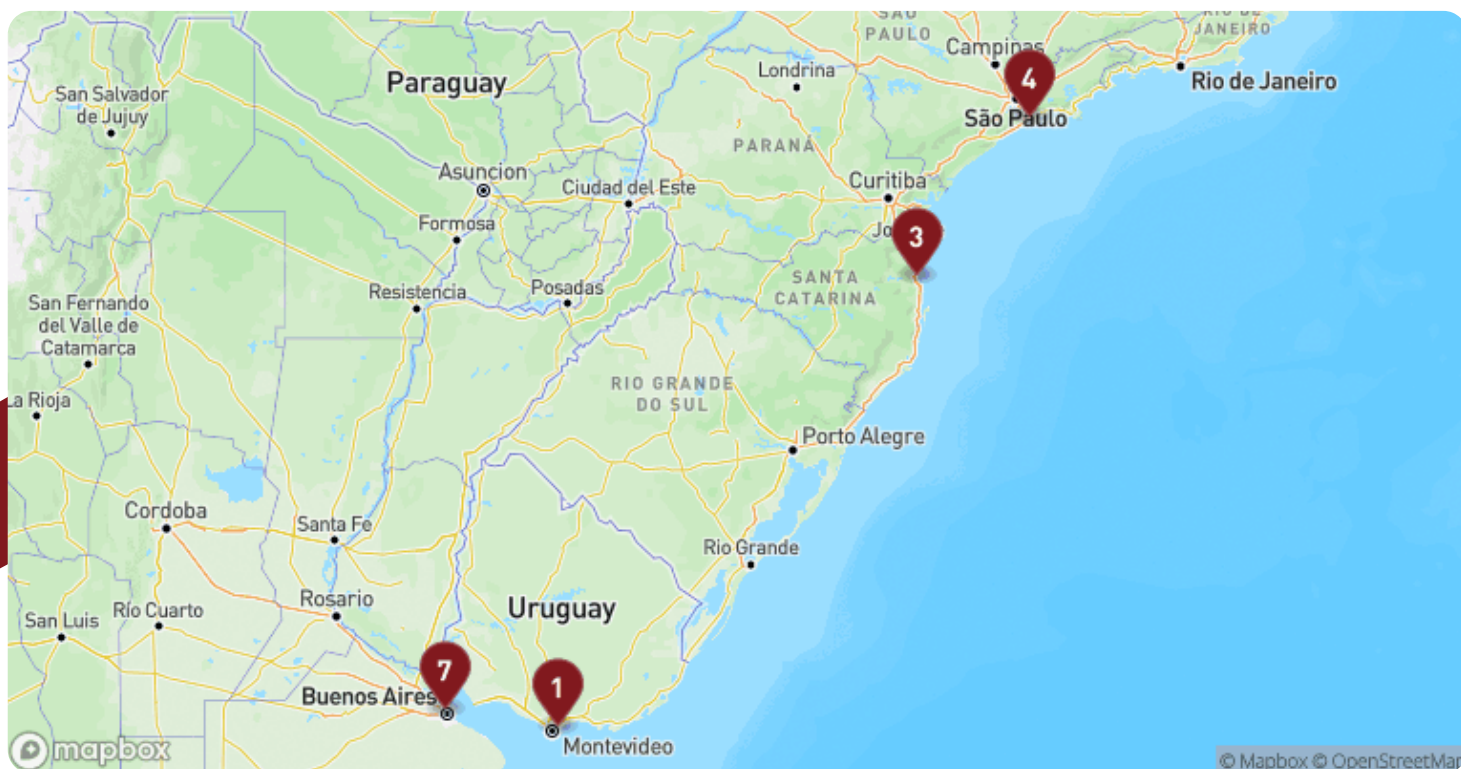 SÃO
PAULO
RIO DE
JANEIRO
Campinas
Paraguay
Londrina
4
Rio de Janeiro
San Salvador
de Jujuy
São Paulo
PARANÁ
Asuncion
Ciudad del Este
Curitiba
Formosa
Jo
3
SANTA
CATARINA
Resistencia
Posadas
San Fernando
del Valle de
Catamarca
RIO GRANDE
DO SUL
La Rioja
Porto Alegre
Cordoba
Santa Fe
Rio Grande
Rosario
Río Cuarto
Uruguay
San Luis
7
1
Buenos Aires
Montevideo
mapbox
© Mapbox © OpenStreetMap